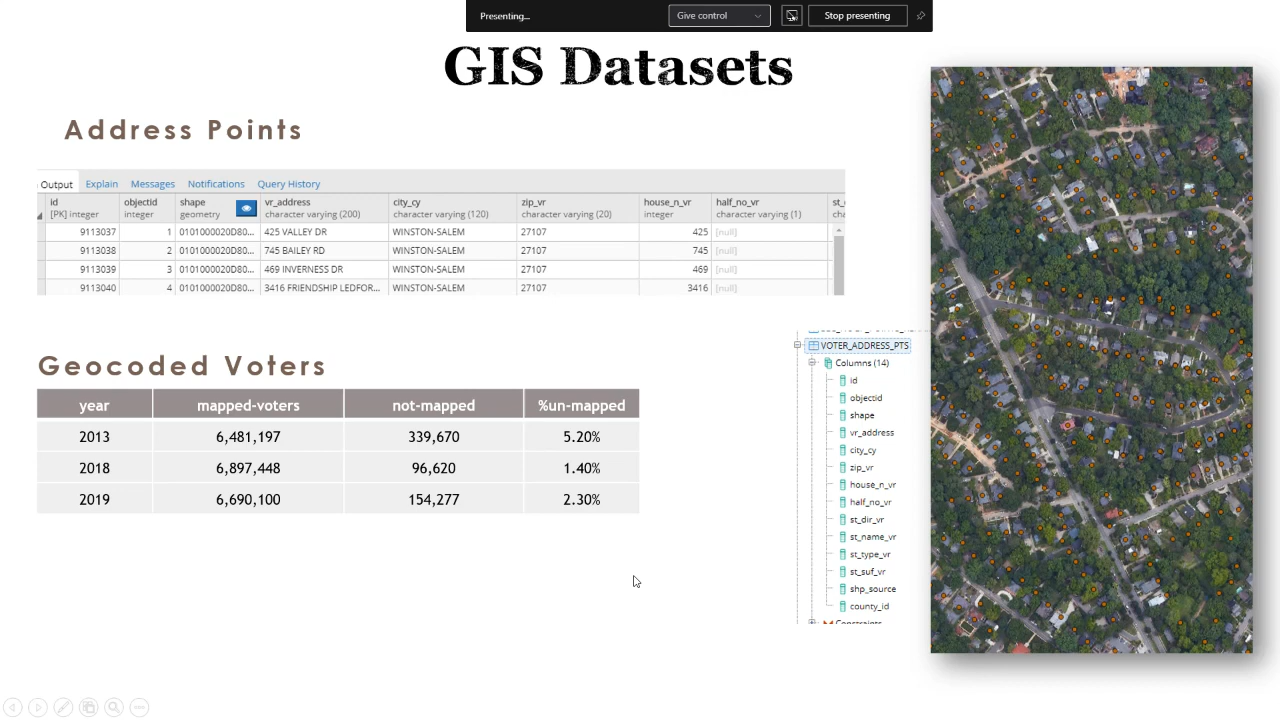 Presenting...
Give control
Stop presenting
GIS Datasets
Address Points
Output Explain Messages Notifications Query History
id objectid shape vr_address city_cy zip_vr house_n_vr half_no_vr
[PK] integer integer geometry character varying (200) character varying (120) character varying (20) integer character varying (1)
9113037 1 0101000020D80... 425 VALLEY DR WINSTON-SALEM 27107 425 [null]
9113038 2 0101000020D80... 745 BAILEY RD WINSTON-SALEM 27107 745 [null]
9113039 3 0101000020D80... 469 INVERNESS DR WINSTON-SALEM 27107 469 [null]
9113040 4 0101000020D80... 3416 FRIENDSHIP LEDFOR... WINSTON-SALEM 27107 3416 [null]
Geocoded Voters
year mapped-voters not-mapped %un-mapped
2013 6,481,197 339,670 5.20%
2018 6,897,448 96,620 1.40%
2019 6,690,100 154,277 2.30%
VOTER_ADDRESS_PTS
Columns (14)
id
objectid
shape
vr_address
city_cy
zip_vr
house_n_vr
half_no_vr
st_dir_vr
st_name_vr
st_type_vr
st_suf_vr
shp_source
county_id
Constraints